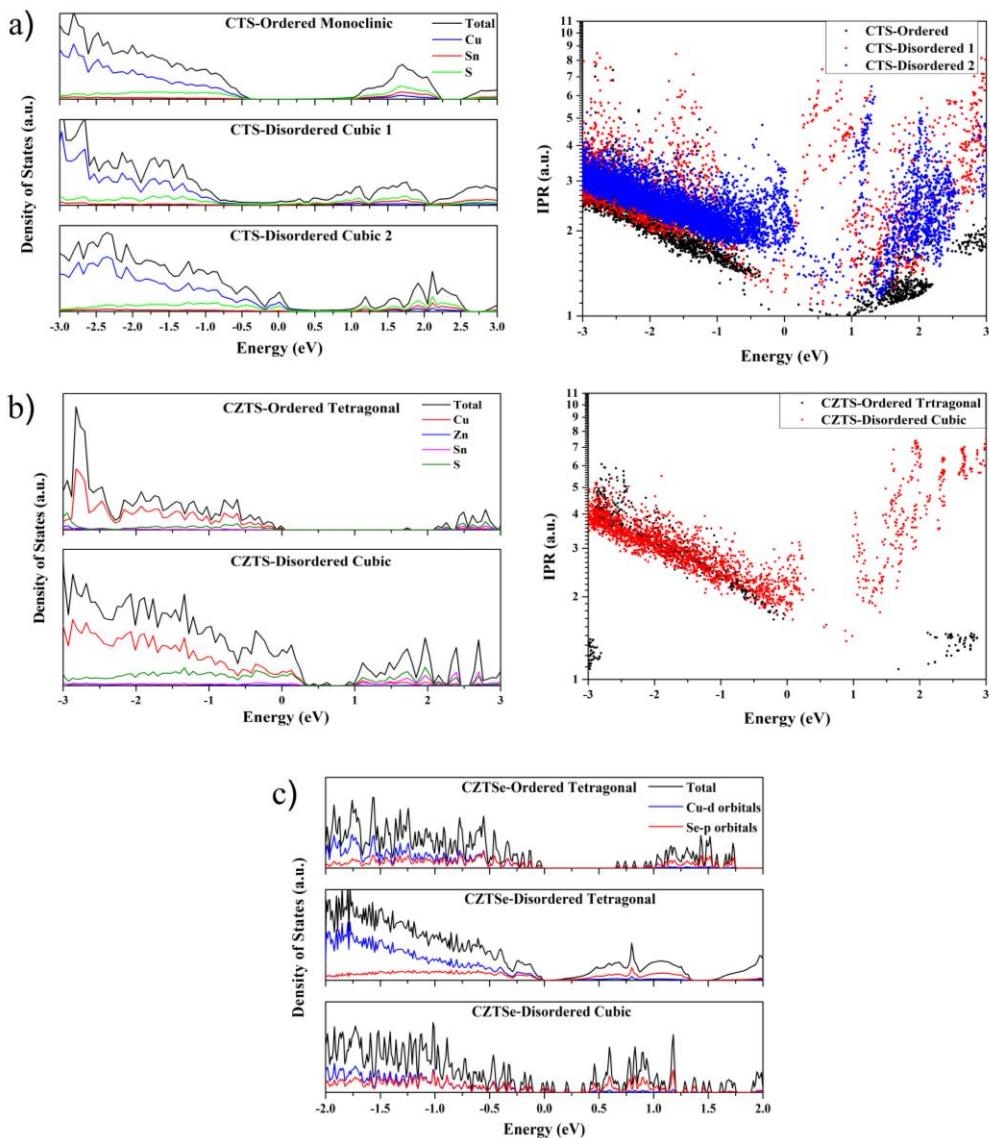 a)
CTS-Ordered Monoclinic
Total
Cu
Sn
S
CTS-Disordered Cubic 1
CTS-Disordered Cubic 2
Density of States (a.u.)
-3.0 -2.5 -2.0 -1.5 -1.0 -0.5 0.0 0.5 1.0 1.5 2.0 2.5 3.0
Energy (eV)
CTS-Ordered
CTS-Disordered 1
CTS-Disordered 2
11
10
9
8
7
6
5
4
3
2
1
IPR (a.u.)
-3 -2 -1 0 1 2 3
Energy (eV)
b)
CZTS-Ordered Tetragonal
Total
Cu
Zn
Sn
S
CZTS-Disordered Cubic
Density of States (a.u.)
-3 -2 -1 0 1 2 3
Energy (eV)
CZTS-Ordered Trtragonal
CZTS-Disordered Cubic
11
10
9
8
7
6
5
4
3
2
1
IPR (a.u.)
-3 -2 -1 0 1 2 3
Energy (eV)
c)
CZTSe-Ordered Tetragonal
Total
Cu-d orbitals
Se-p orbitals
CZTSe-Disordered Tetragonal
CZTSe-Disordered Cubic
Density of States (a.u.)
-2.0 -1.5 -1.0 -0.5 0.0 0.5 1.0 1.5 2.0
Energy (eV)